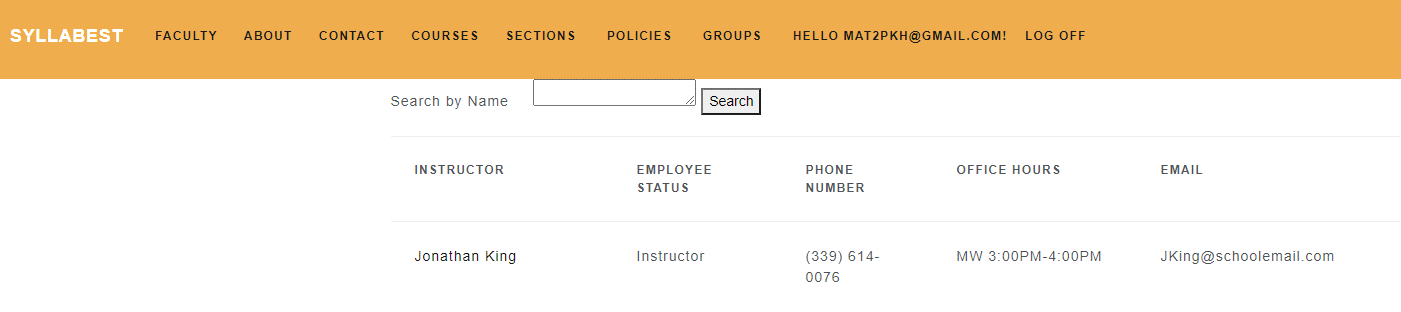 SYLLABEST FACULTY ABOUT CONTACT COURSES SECTIONS POLICIES GROUPS HELLO MAT2PKH@GMAIL.COM! LOG OFF
Search by Name Search
INSTRUCTOR EMPLOYEE PHONE OFFICE HOURS EMAIL
STATUS NUMBER
Jonathan King Instructor (339) 614- MW 3:00PM-4:00PM JKing@schoolemail.com
0076